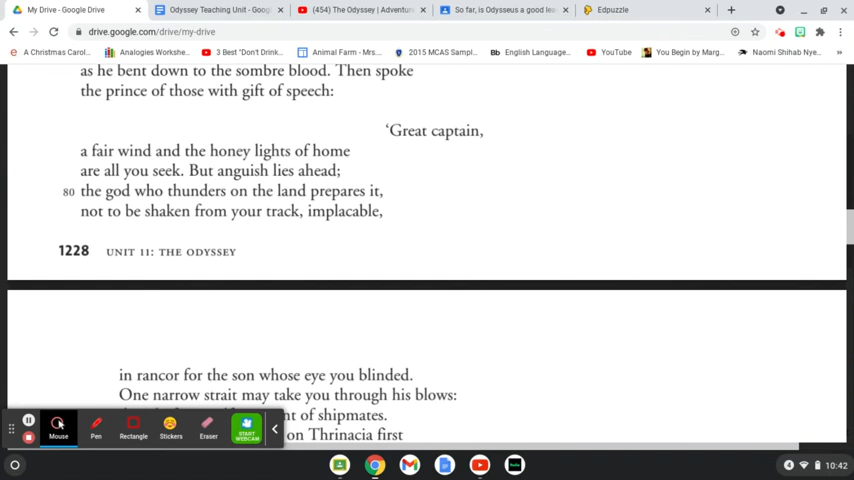 My Drive - Google Drive
Odyssey Teaching Unit - Goog
(454) The Odyssey | Adventur
So far, is Odysseus a good lea
Edpuzzle
drive.google.com/drive/my-drive
A Christmas Carol...
Analogies Workshe...
3 Best "Don't Drink...
Animal Farm - Mrs...
2015 MCAS Sampl...
Bb English Language...
YouTube
You Begin by Marg...
Naomi Shihab Nye...
as he bent down to the sombre blood. Then spoke
the prince of those with gift of speech:
'Great captain,
a fair wind and the honey lights of home
are all you seek. But anguish lies ahead;
80 the god who thunders on the land prepares it,
not to be shaken from your track, implacable,
1228 UNIT 11: THE ODYSSEY
in rancor for the son whose eye you blinded.
One narrow strait may take you through his blows:
nt of shipmates.
on Thrinacia first
Mouse
Pen
Rectangle
Stickers
Eraser
START
WEBCAM
4
10:42